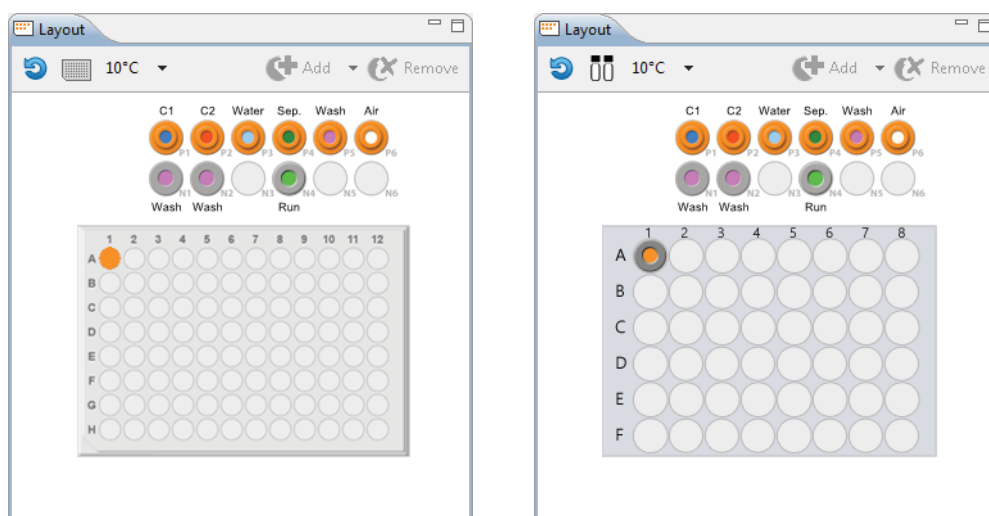 Layout
10°C Add Remove
C1 C2 Water Sep. Wash Air
P1 P2 P3 P4 P5 P6
N1 N2 N3 N4 N5 N6
Wash Wash Run
1 2 3 4 5 6 7 8 9 10 11 12
A
B
C
D
E
F
G
H
Layout
10°C Add Remove
C1 C2 Water Sep. Wash Air
P1 P2 P3 P4 P5 P6
N1 N2 N3 N4 N5 N6
Wash Wash Run
1 2 3 4 5 6 7 8
A
B
C
D
E
F